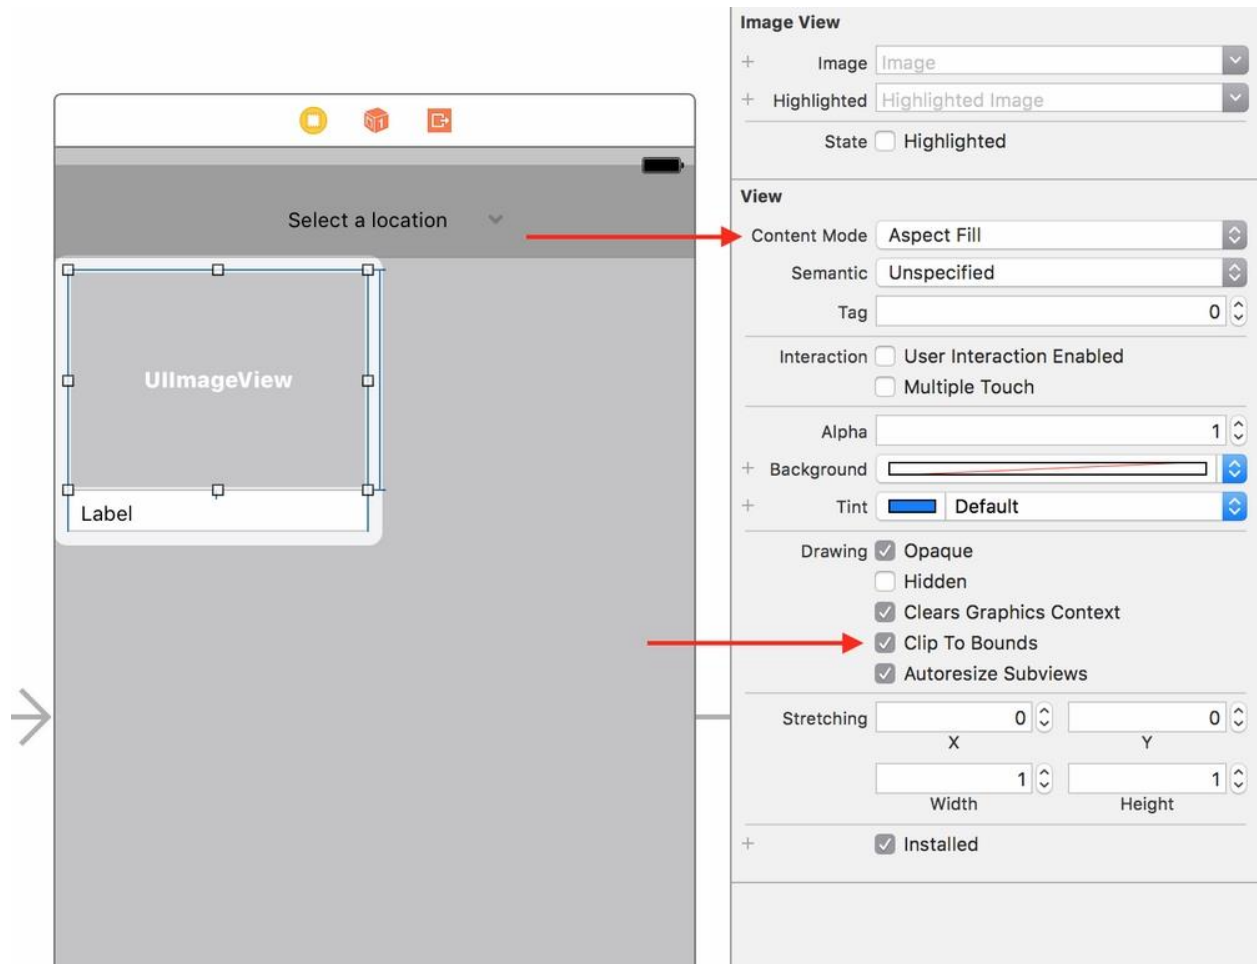 Select a location
UIImageView
Label
Image View
Image Image
Highlighted Highlighted Image
State Highlighted
View
Content Mode Aspect Fill
Semantic Unspecified
Tag 0
Interaction User Interaction Enabled
Multiple Touch
Alpha 1
Background
Tint Default
Drawing Opaque
Hidden
Clears Graphics Context
Clip To Bounds
Autoresize Subviews
Stretching 0 0
X Y
1 1
Width Height
Installed